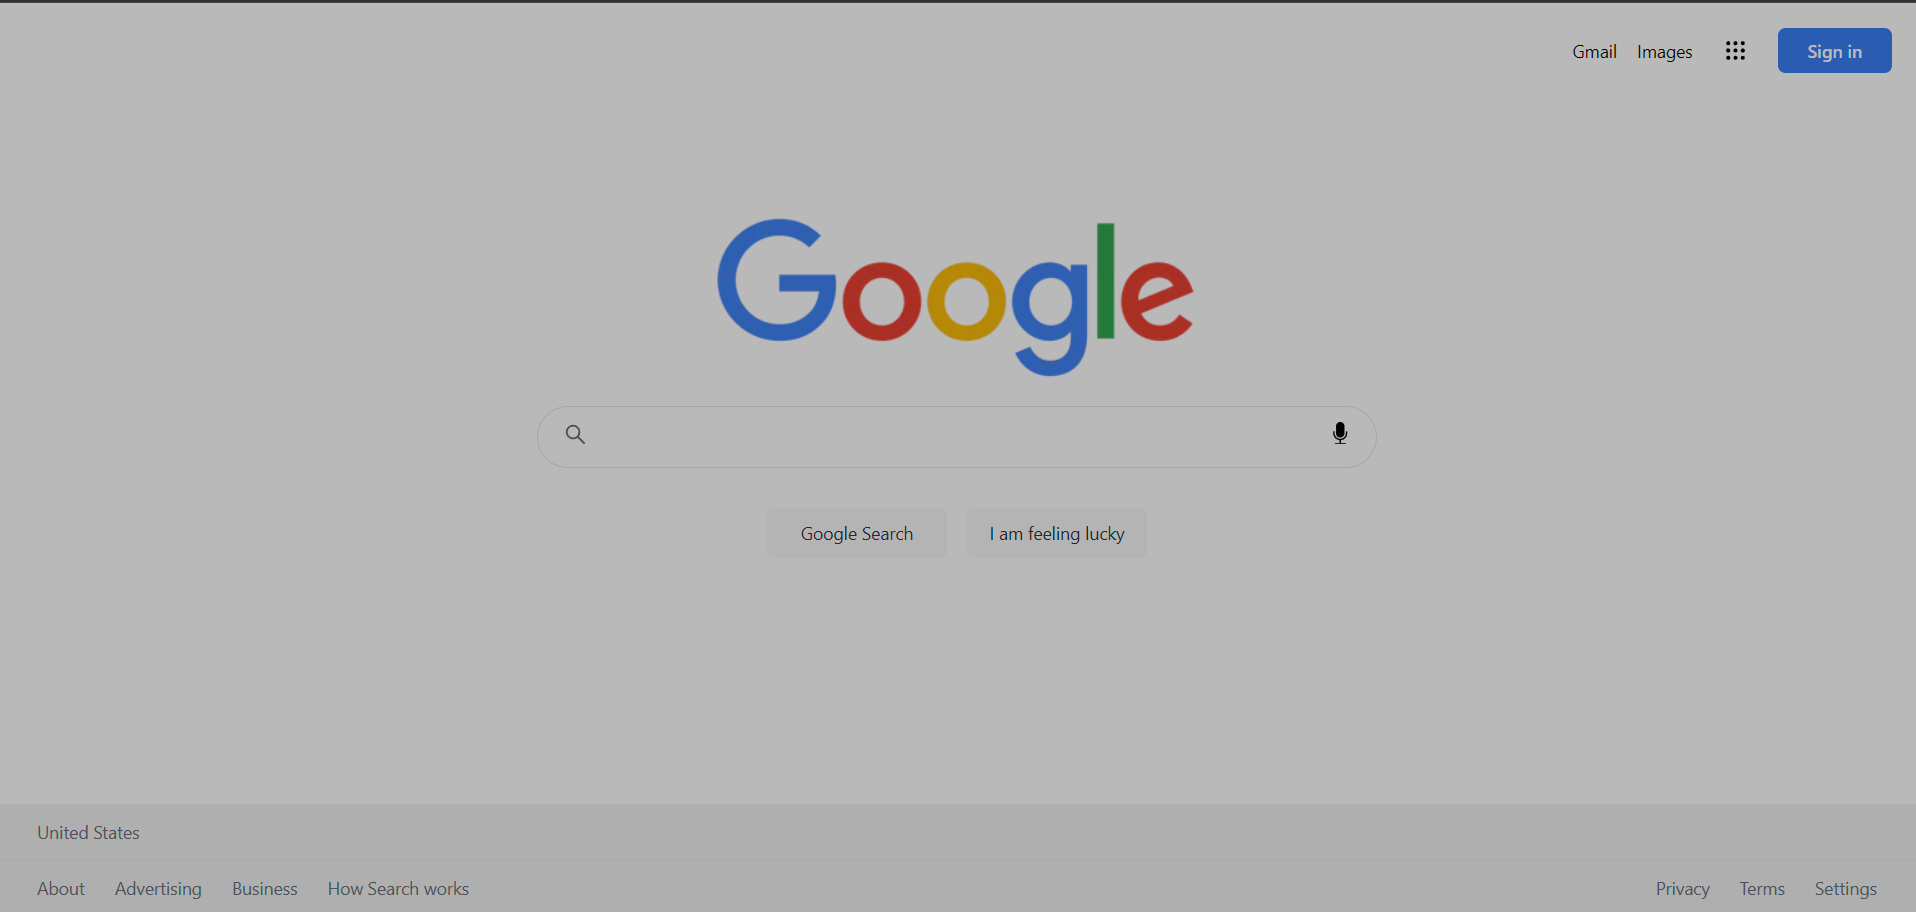 Gmail Images Sign in
Google
Google Search I am feeling lucky
United States
About Advertising Business How Search works Privacy Terms Settings